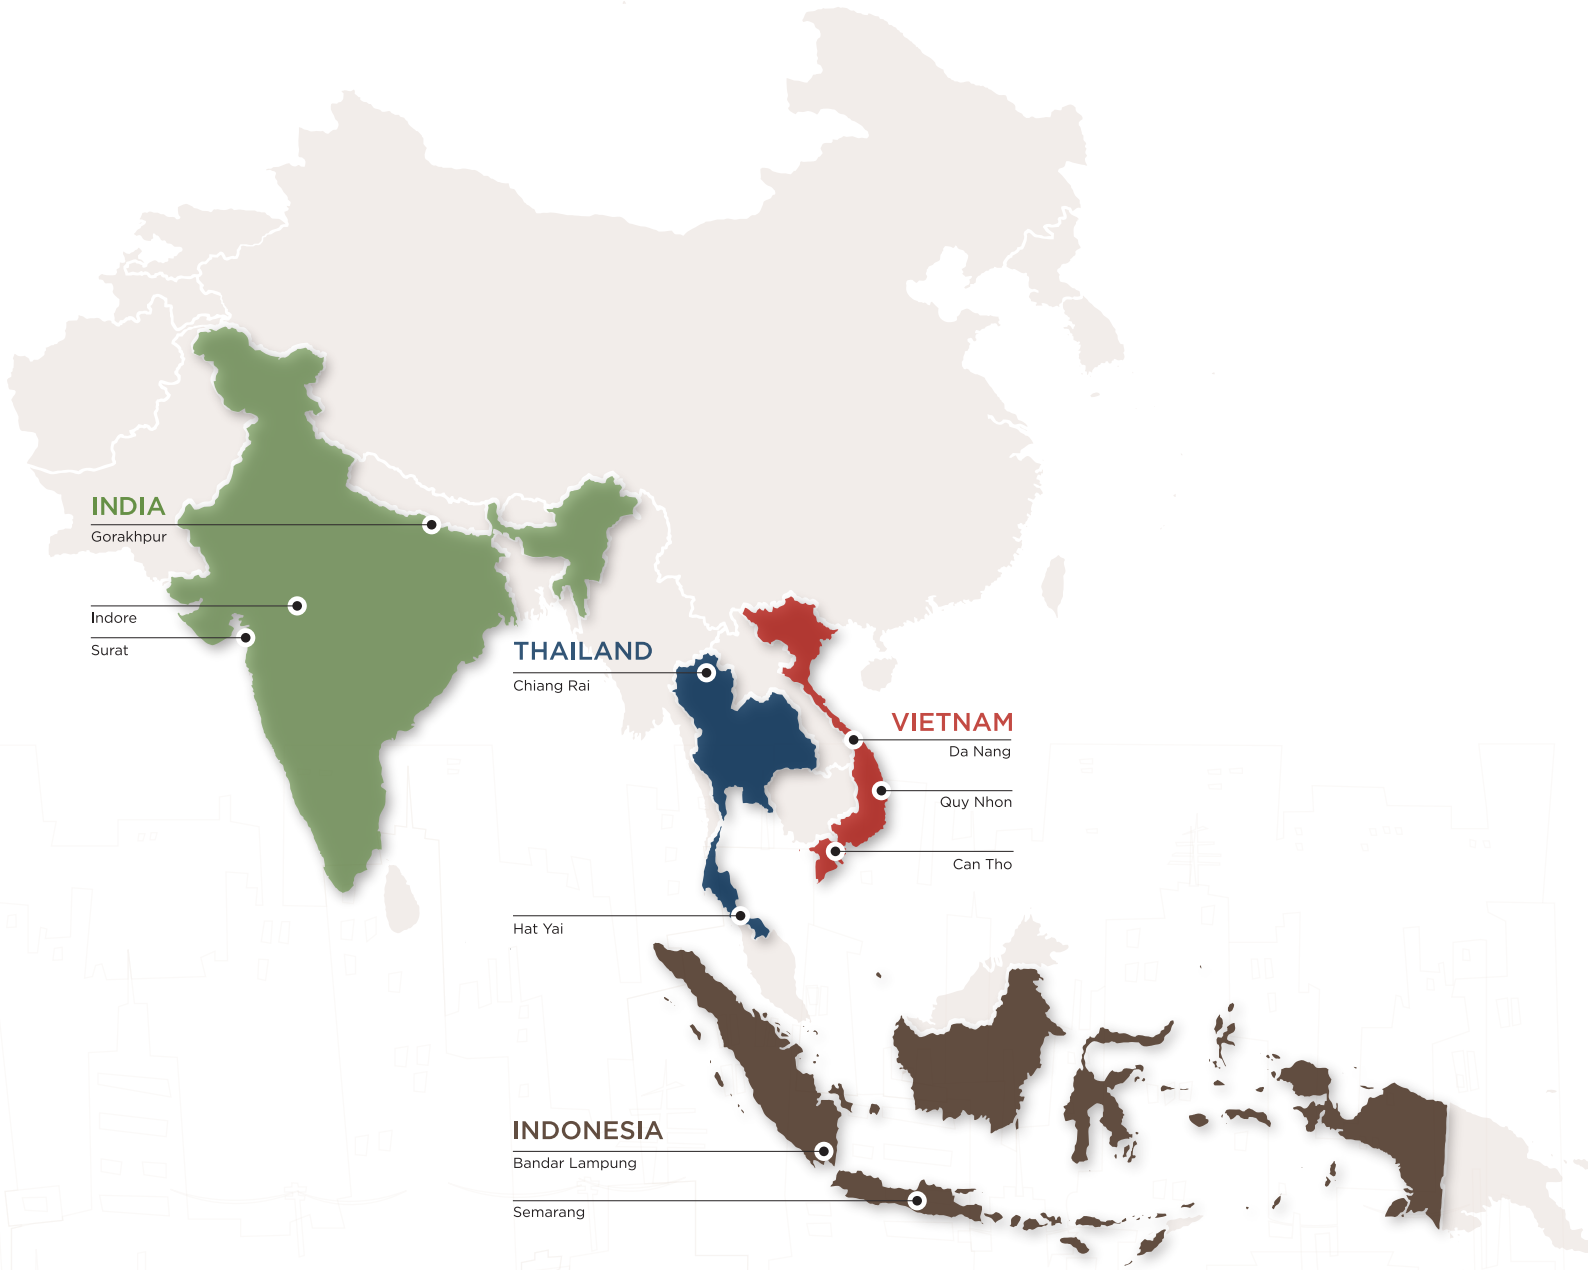 INDIA
Gorakhpur
Indore
Surat
THAILAND
Chiang Rai
Hat Yai
VIETNAM
Da Nang
Quy Nhon
Can Tho
INDONESIA
Bandar Lampung
Semarang